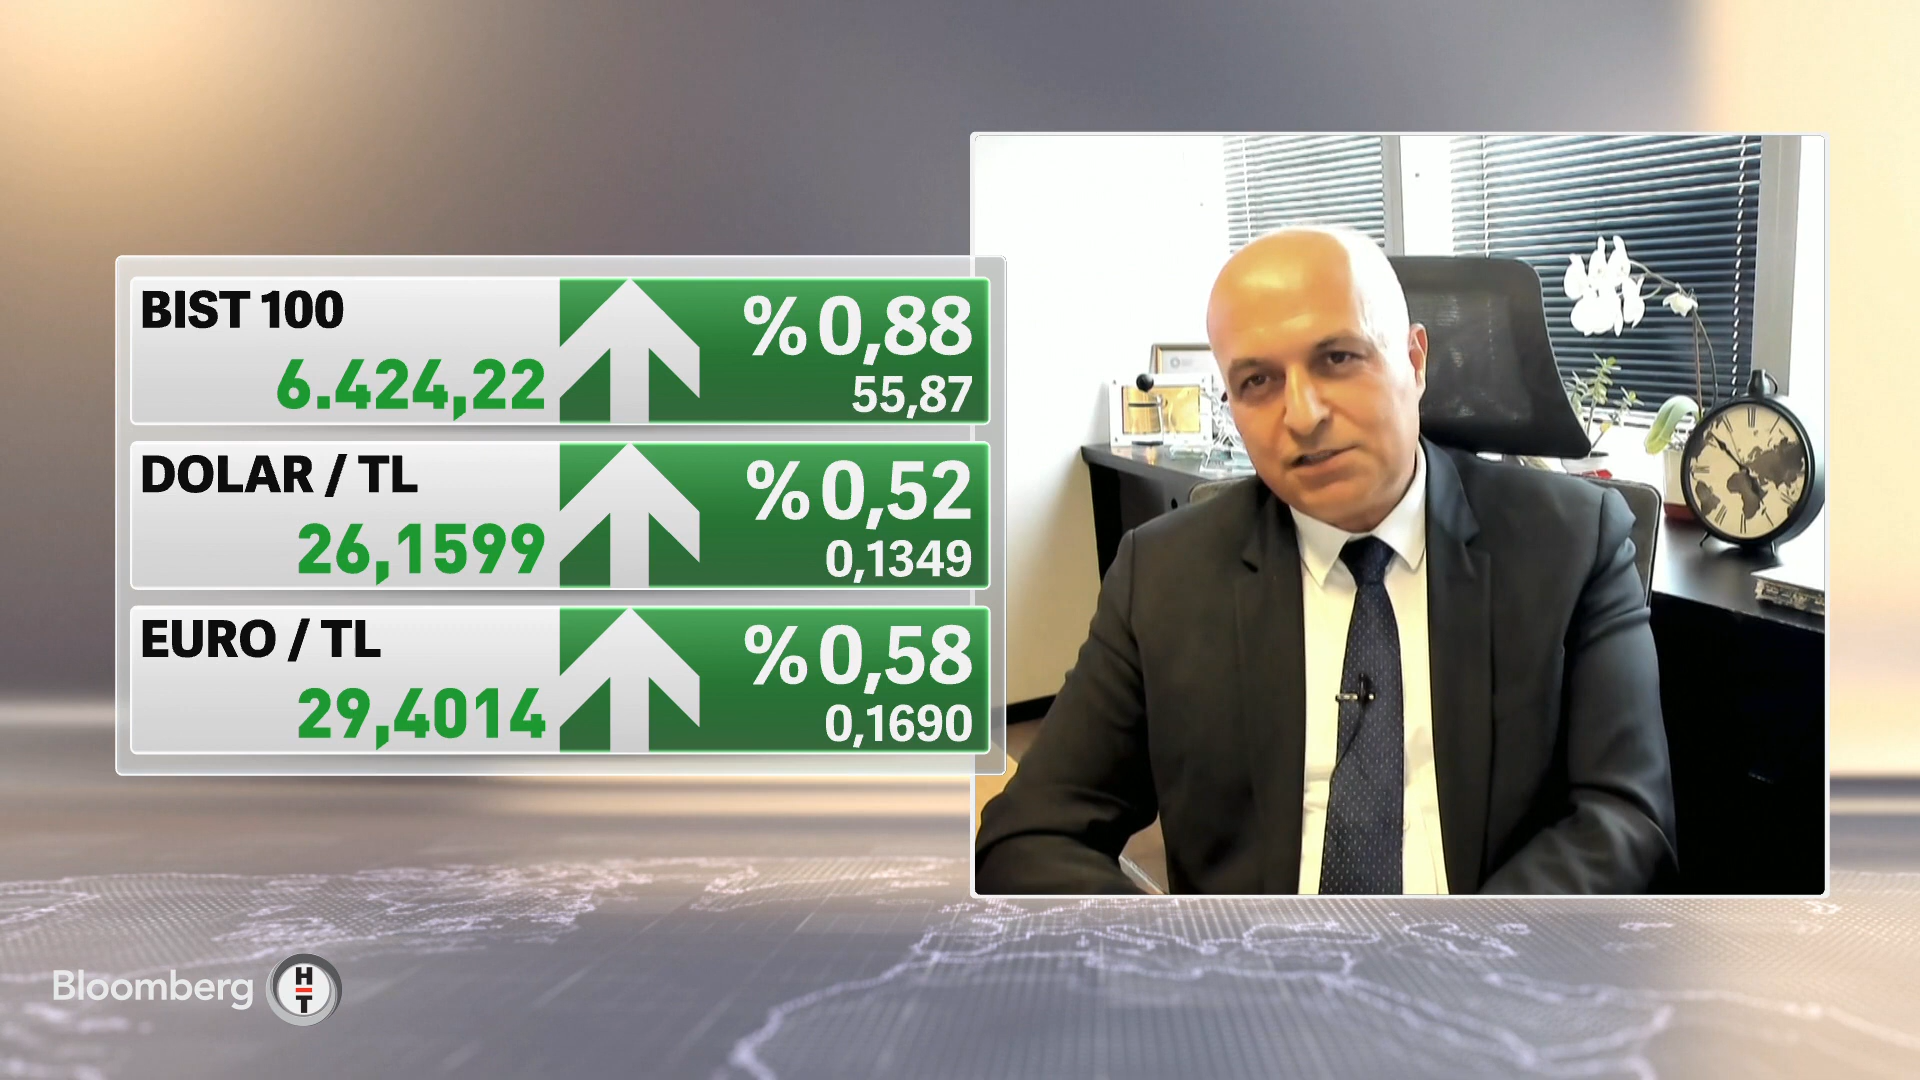 BIST 100
6.424,22
%0,88
55,87
DOLAR / TL
26,1599
%0,52
0,1349
EURO / TL
29,4014
%0,58
0,1690
Bloomberg HT